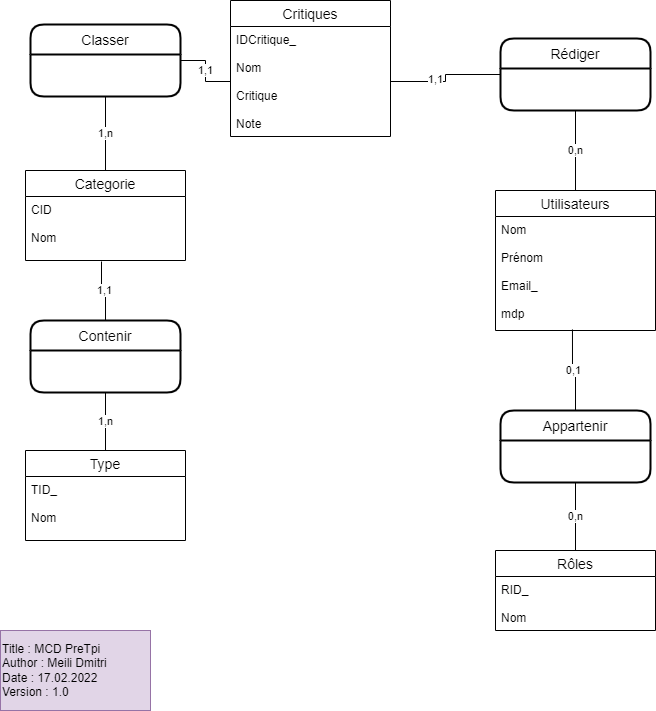 Critiques
IDCritique_
Nom
Critique
Note
Classer
1,1
1,1
Rédiger
1,n
0,n
Categorie
CID
Nom
Utilisateurs
Nom
Prénom
Email_
mdp
1,1
Contenir
0,1
1,n
Appartenir
Type
TID_
Nom
0,n
Rôles
RID_
Nom
Title : MCD PreTpi
Author : Meili Dmitri
Date : 17.02.2022
Version : 1.0